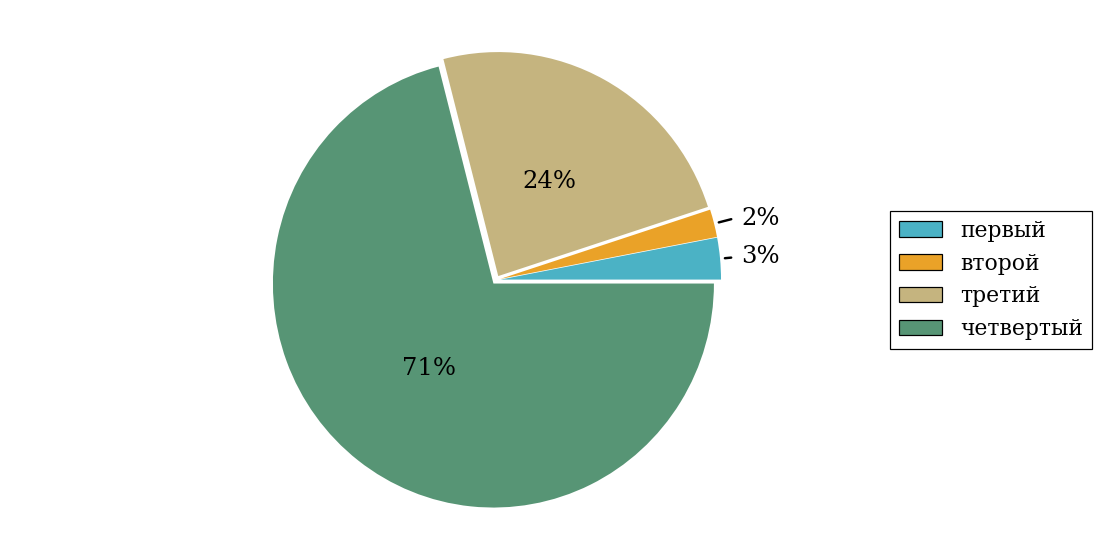 24%
2%
3%
71%
первый
второй
третий
четвертый